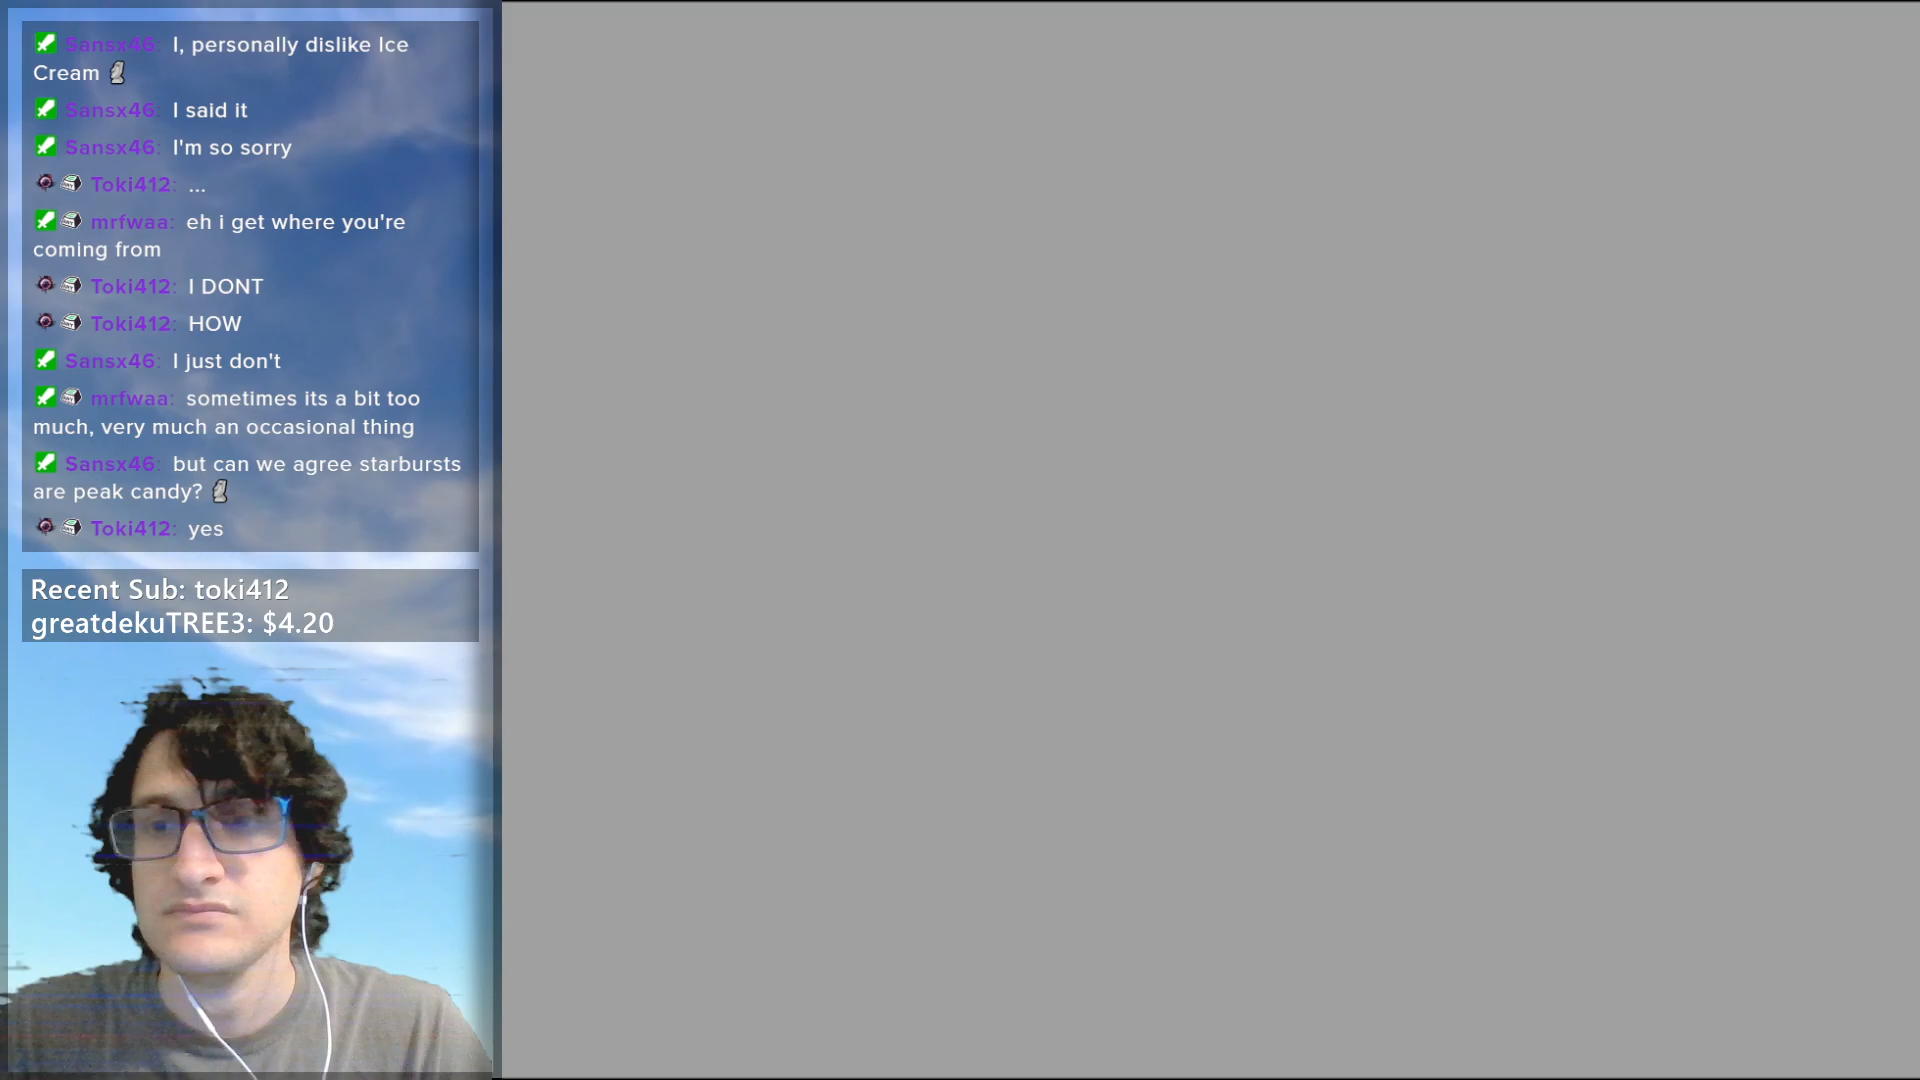 Sansx46: I, personally dislike Ice
Cream 🗿
Sansx46: I said it
Sansx46: I'm so sorry
Toki412: ...
mrfwaa: eh i get where you're
coming from
Toki412: I DONT
Toki412: HOW
Sansx46: I just don't
mrfwaa: sometimes its a bit too
much, very much an occasional thing
Sansx46: but can we agree starbursts
are peak candy? 🗿
Toki412: yes
Recent Sub: toki412
greatdekuTREE3: $4.20